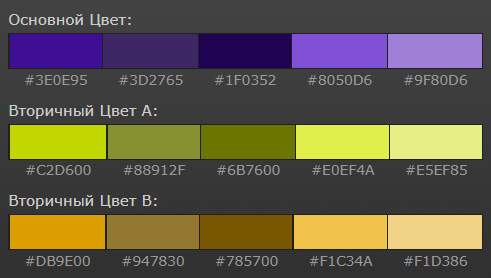 Основной Цвет:
#3E0E95 #3D2765 #1F0352 #8050D6 #9F80D6
Вторичный Цвет A:
#C2D600 #88912F #6B7600 #E0EF4A #E5EF85
Вторичный Цвет B:
#DB9E00 #947830 #785700 #F1C34A #F1D386